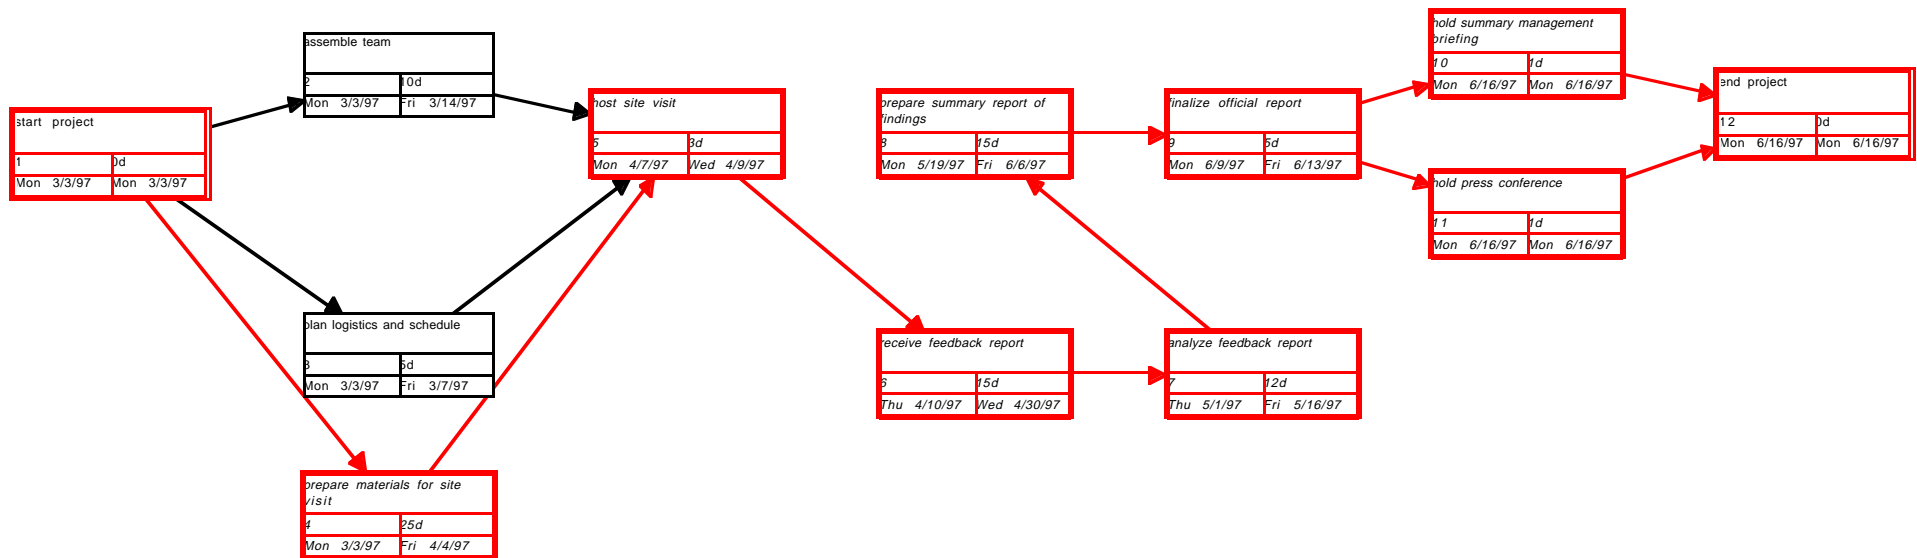 start project
1 0d
Mon 3/3/97 Mon 3/3/97
assemble team
2 10d
Mon 3/3/97 Fri 3/14/97
plan logistics and schedule
3 5d
Mon 3/3/97 Fri 3/7/97
prepare materials for site
visit
4 25d
Mon 3/3/97 Fri 4/4/97
host site visit
5 3d
Mon 4/7/97 Wed 4/9/97
receive feedback report
6 15d
Thu 4/10/97 Wed 4/30/97
analyze feedback report
7 12d
Thu 5/1/97 Fri 5/16/97
prepare summary report of
findings
8 15d
Mon 5/19/97 Fri 6/6/97
finalize official report
9 5d
Mon 6/9/97 Fri 6/13/97
hold summary management
briefing
10 1d
Mon 6/16/97 Mon 6/16/97
hold press conference
11 1d
Mon 6/16/97 Mon 6/16/97
end project
12 0d
Mon 6/16/97 Mon 6/16/97